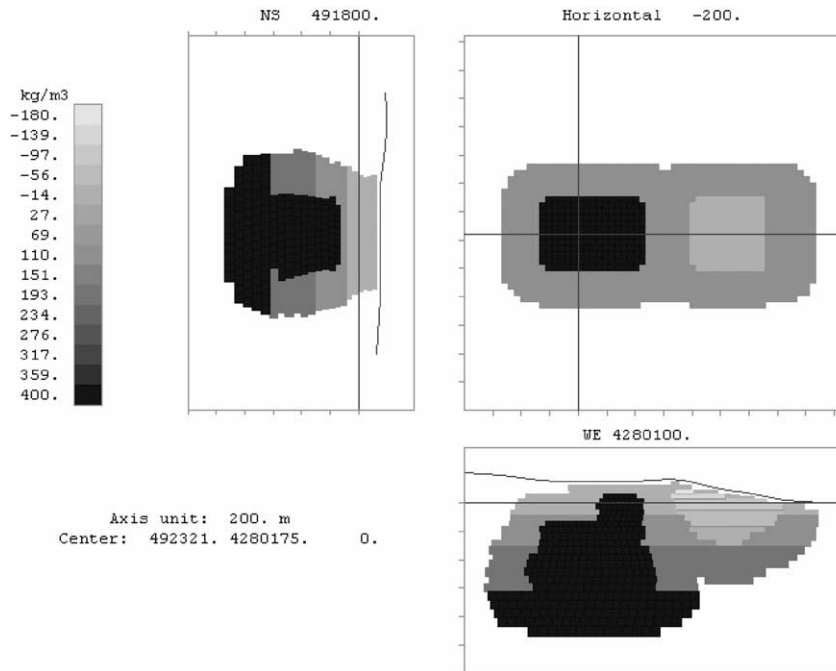 NS 491800.
Horizontal -200.
kg/m3
-180.
-139.
-97.
-56.
-14.
27.
69.
110.
151.
193.
234.
276.
317.
359.
400.
WE 4280100.
Axis unit: 200. m
Center: 492321. 4280175. 0.